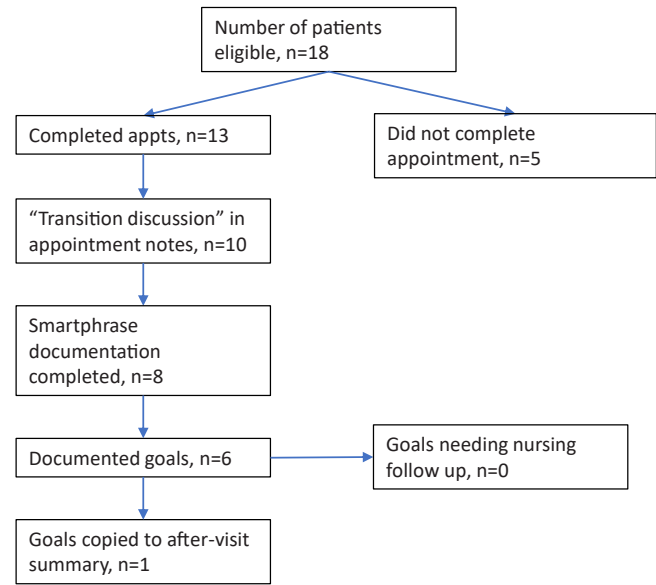 Number of patients
eligible, n=18
Completed appts, n=13
Did not complete
appointment, n=5
“Transition discussion” in
appointment notes, n=10
Smartphrase
documentation
completed, n=8
Documented goals, n=6
Goals needing nursing
follow up, n=0
Goals copied to after-visit
summary, n=1